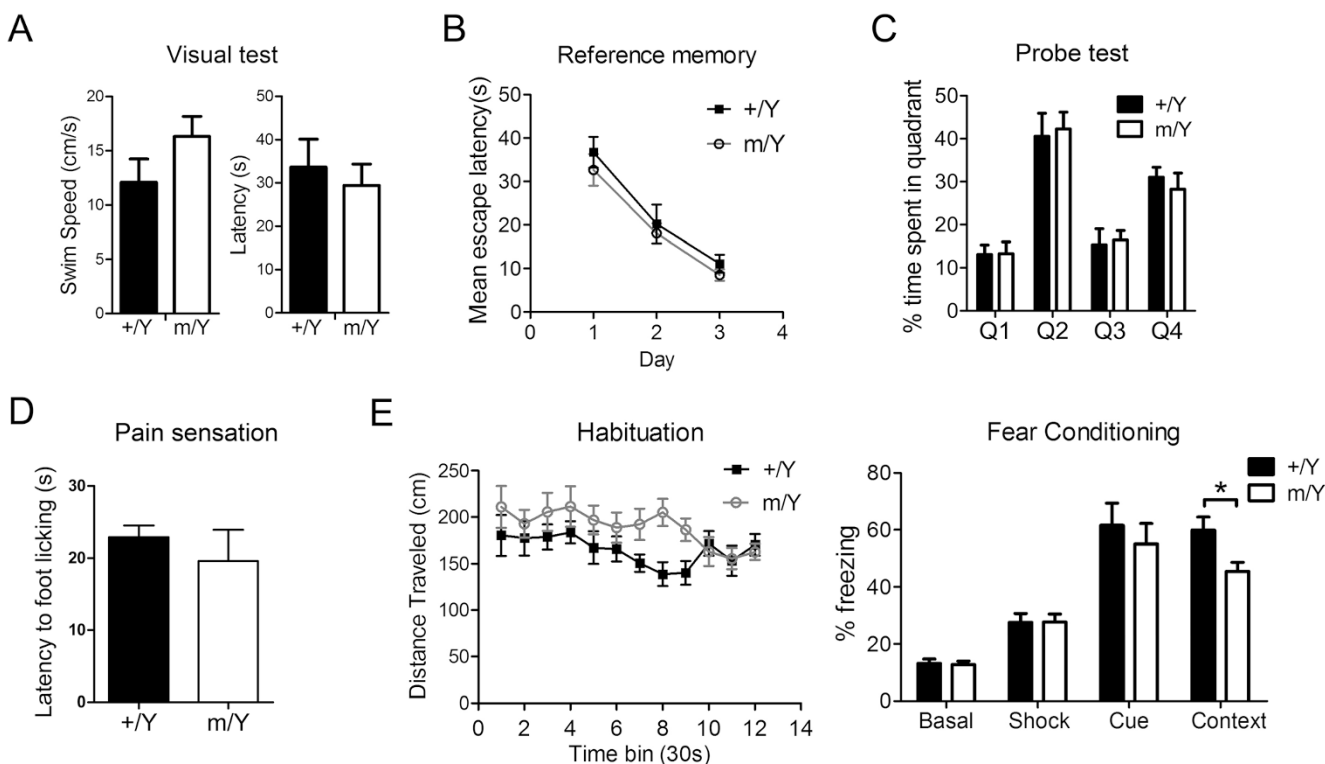 A
Visual test
Swim Speed (cm/s)
20
15
10
5
0
+/Y
m/Y
Latency (s)
50
40
30
20
10
0
+/Y
m/Y
B
Reference memory
Mean escape latency(s)
50
40
30
20
10
0
0 1 2 3 4
Day
+/Y
m/Y
C
Probe test
% time spent in quadrant
50
40
30
20
10
0
Q1 Q2 Q3 Q4
+/Y
m/Y
D
Pain sensation
Latency to foot licking (s)
30
20
10
0
+/Y
m/Y
E
Habituation
Distance Traveled (cm)
250
200
150
100
50
0
0 2 4 6 8 10 12 14
Time bin (30s)
+/Y
m/Y
Fear Conditioning
% freezing
80
60
40
20
0
Basal Shock Cue Context
*
+/Y
m/Y